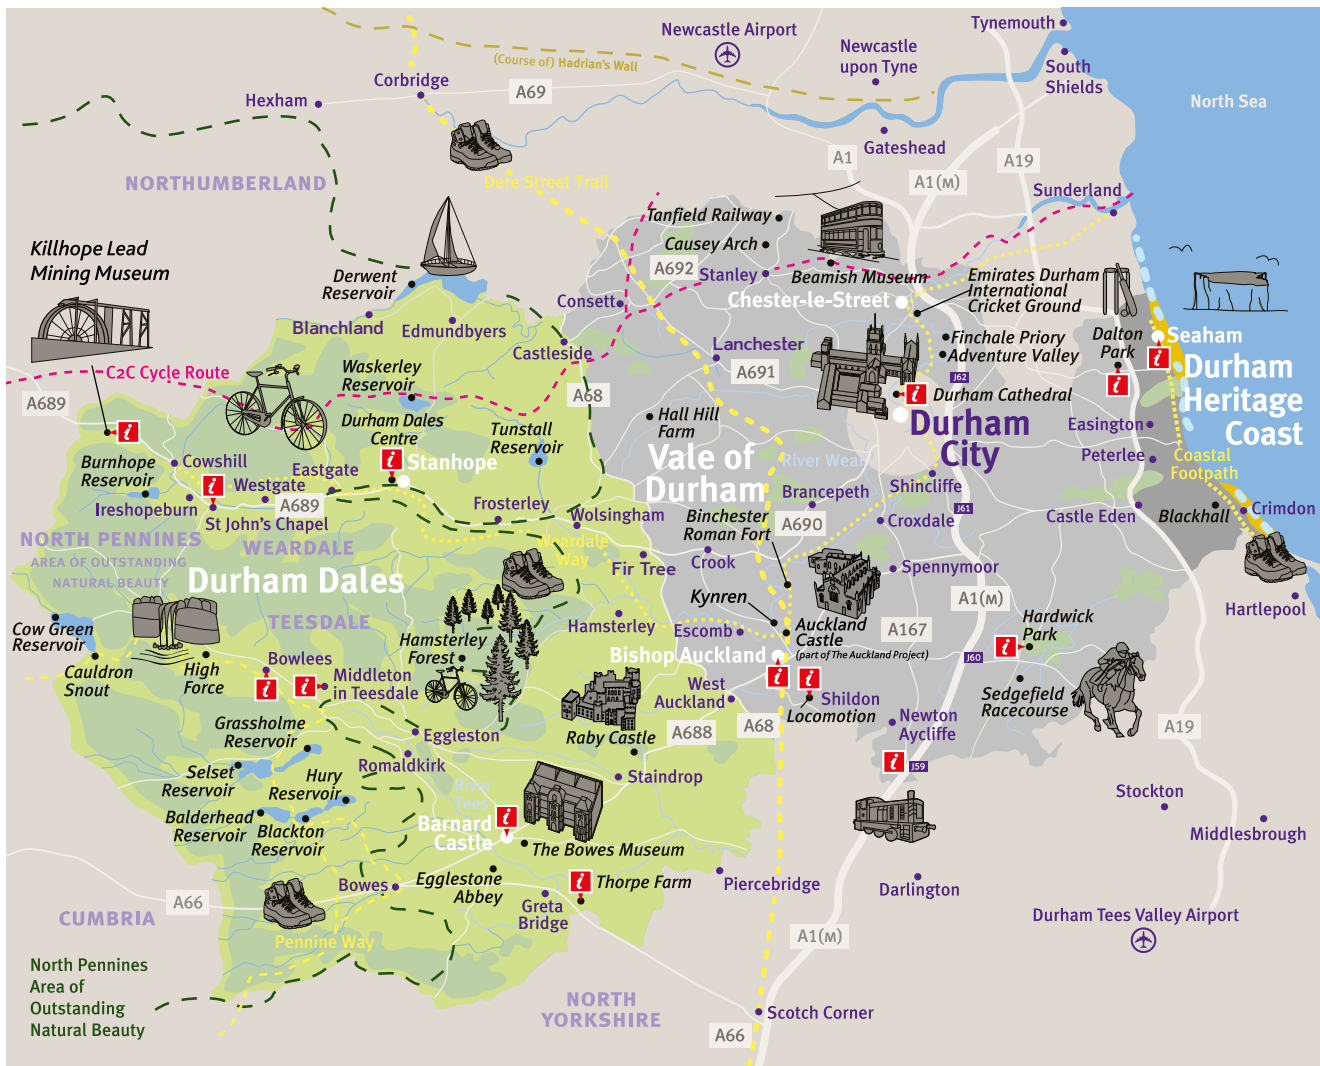 Newcastle Airport
Tynemouth
Newcastle
upon Tyne
South
Shields
(Course of) Hadrian's Wall
Corbridge
Hexham
A69
North Sea
Gateshead
A1
A19
A1(M)
NORTHUMBERLAND
Dere Street Trail
Sunderland
Tanfield Railway
Causey Arch
Killhope Lead
Mining Museum
A692
Stanley
Beamish Museum
Derwent
Reservoir
Emirates Durham
International
Cricket Ground
Consett
Chester-le-Street
Blanchland
Edmundbyers
Castleside
Lanchester
Finchale Priory
Adventure Valley
Dalton
Park
Seaham
i
i
Durham
Heritage
Coast
C2C Cycle Route
Waskerley
Reservoir
A691
J62
A689
A68
i
Durham Cathedral
Hall Hill
Farm
Durham
City
Durham Dales
Centre
Tunstall
Reservoir
i
i
Stanhope
Easington
Peterlee
Coastal
Footpath
Vale of
Durham
River Wear
Burnhope
Reservoir
Cowshill
Eastgate
i
Westgate
A689
Ireshopeburn
St John's Chapel
Frosterley
Wolsingham
Brancepeth
Shincliffe
J61
Castle Eden
Blackhall
Crimdon
Binchester
Roman Fort
A690
Croxdale
NORTH PENNINES
AREA OF OUTSTANDING
NATURAL BEAUTY
WEARDALE
Durham Dales
Weardale
Way
Fir Tree
Crook
Spennymoor
A1(M)
Hartlepool
Kynren
TEESDALE
Cow Green
Reservoir
Cauldron
Snout
High
Force
Hamsterley
Forest
Hamsterley
Escomb
Auckland
Castle
(part of The Auckland Project)
A167
Hardwick
Park
i
J60
Bishop Auckland
i
i
Bowlees
i
i
Middleton
in Teesdale
West
Auckland
Shildon
Locomotion
Sedgefield
Racecourse
Grassholme
Reservoir
Eggleston
Raby Castle
A688
A68
Newton
Aycliffe
A19
Selset
Reservoir
Hury
Reservoir
Romaldkirk
i
J59
Staindrop
River
Tees
Stockton
Balderhead
Reservoir
Blackton
Reservoir
i
Barnard
Castle
Middlesbrough
The Bowes Museum
Bowes
Egglestone
Abbey
i
Thorpe Farm
Piercebridge
Darlington
A66
Greta
Bridge
CUMBRIA
Durham Tees Valley Airport
A1(M)
Pennine Way
North Pennines
Area of
Outstanding
Natural Beauty
NORTH
YORKSHIRE
Scotch Corner
A66